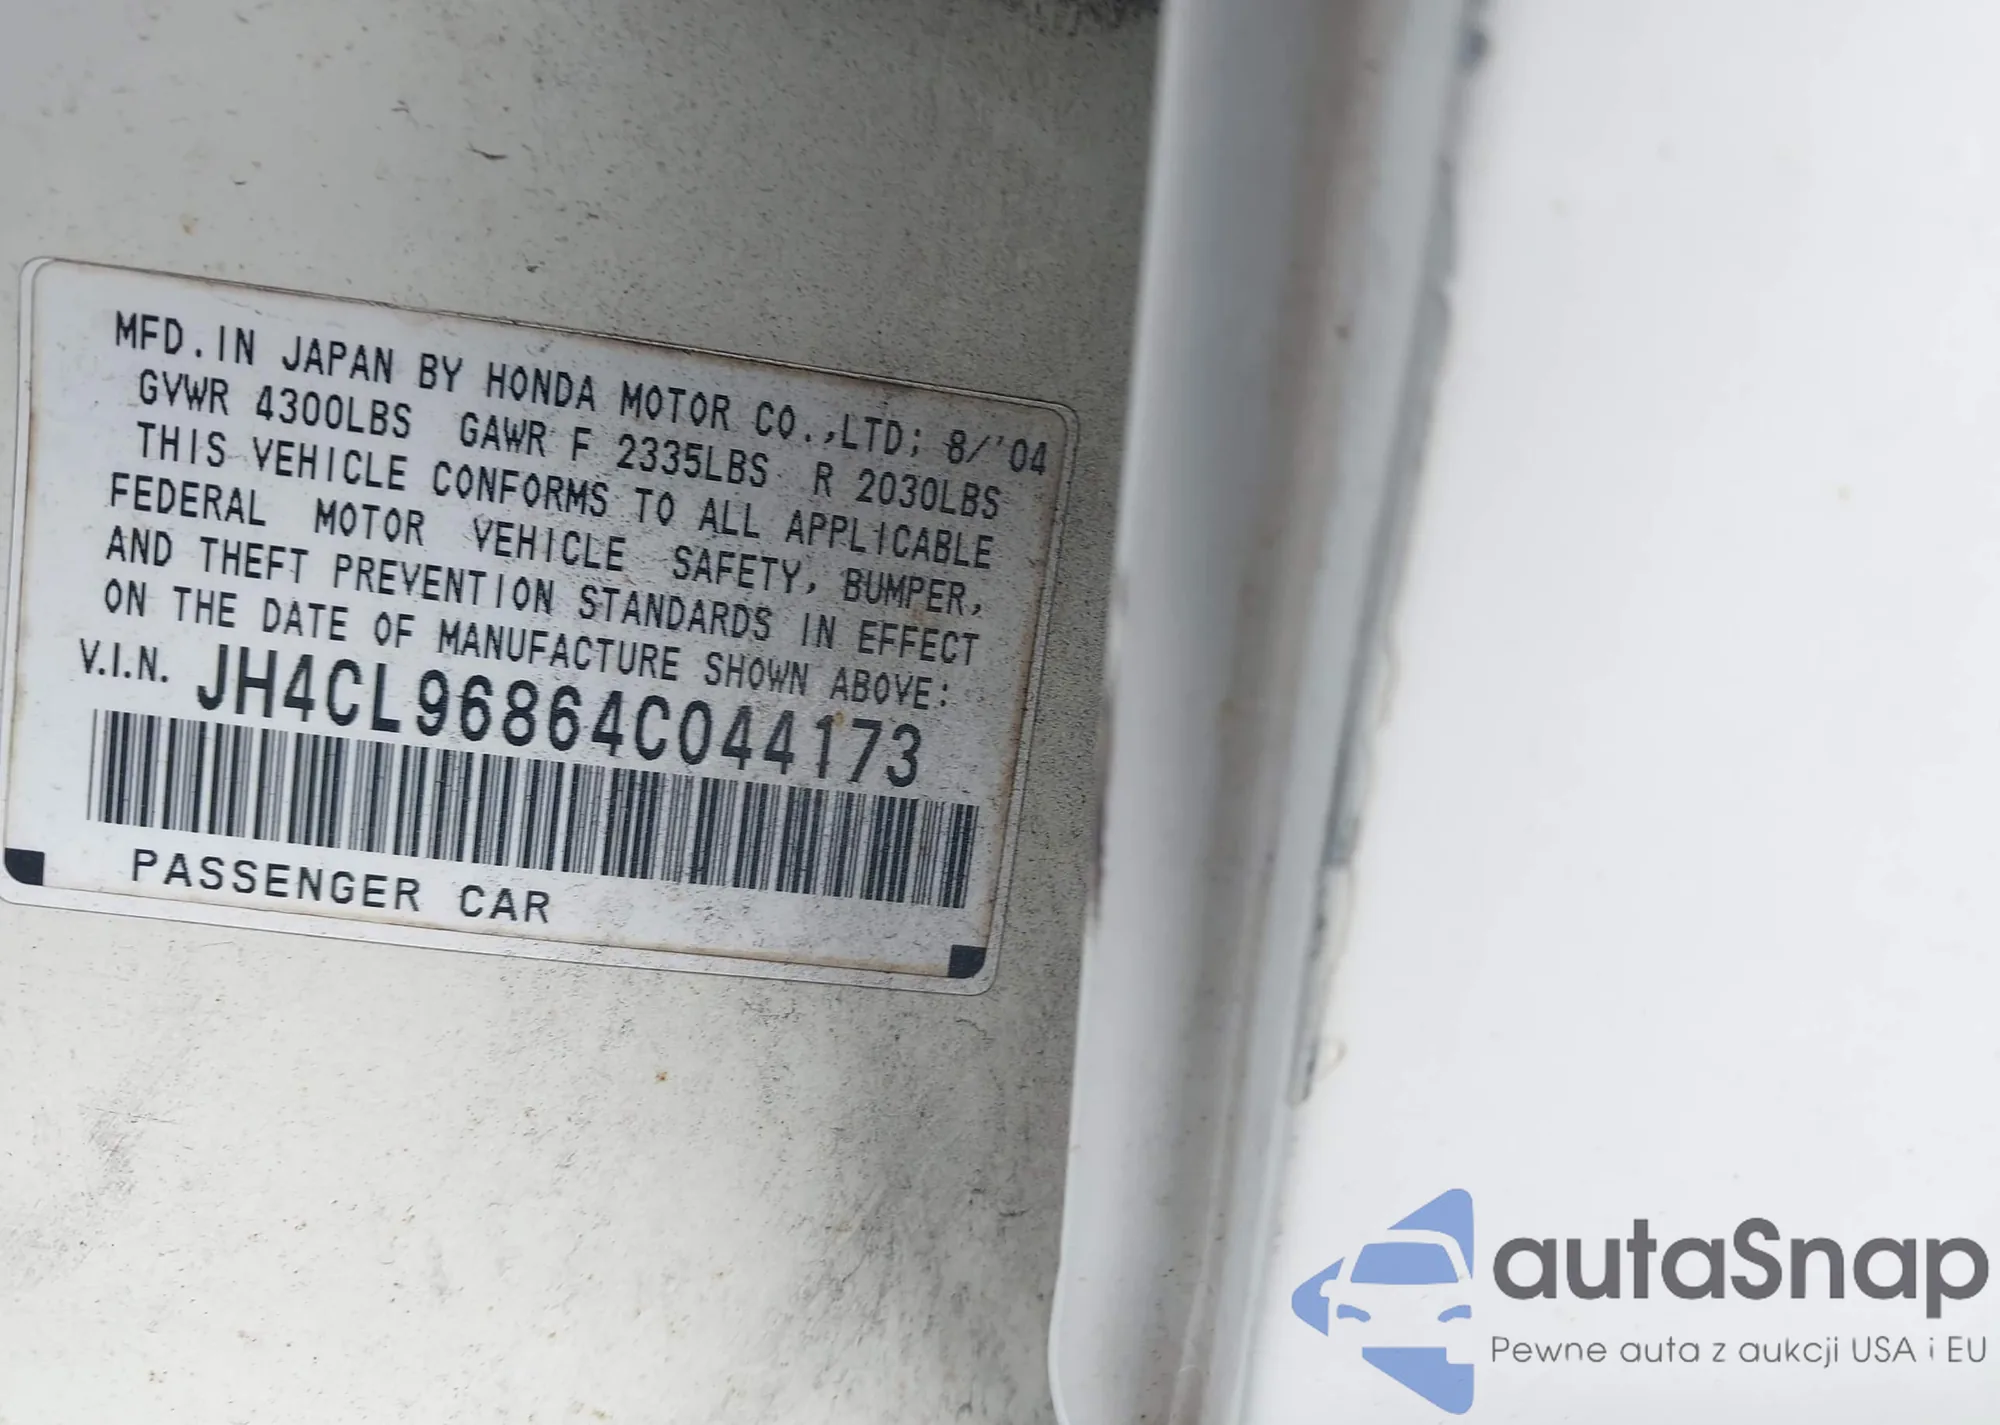 MFD. IN JAPAN BY HONDA MOTOR CO.,LTD; 8/'04
GVWR 4300LBS GAWR F 2335LBS R 2030LBS
THIS VEHICLE CONFORMS TO ALL APPLICABLE
FEDERAL MOTOR VEHICLE SAFETY, BUMPER,
AND THEFT PREVENTION STANDARDS IN EFFECT
ON THE DATE OF MANUFACTURE SHOWN ABOVE:
V.I.N. JH4CL96864C044173
PASSENGER CAR
autaSnap
Pewne auta z aukcji USA i EU